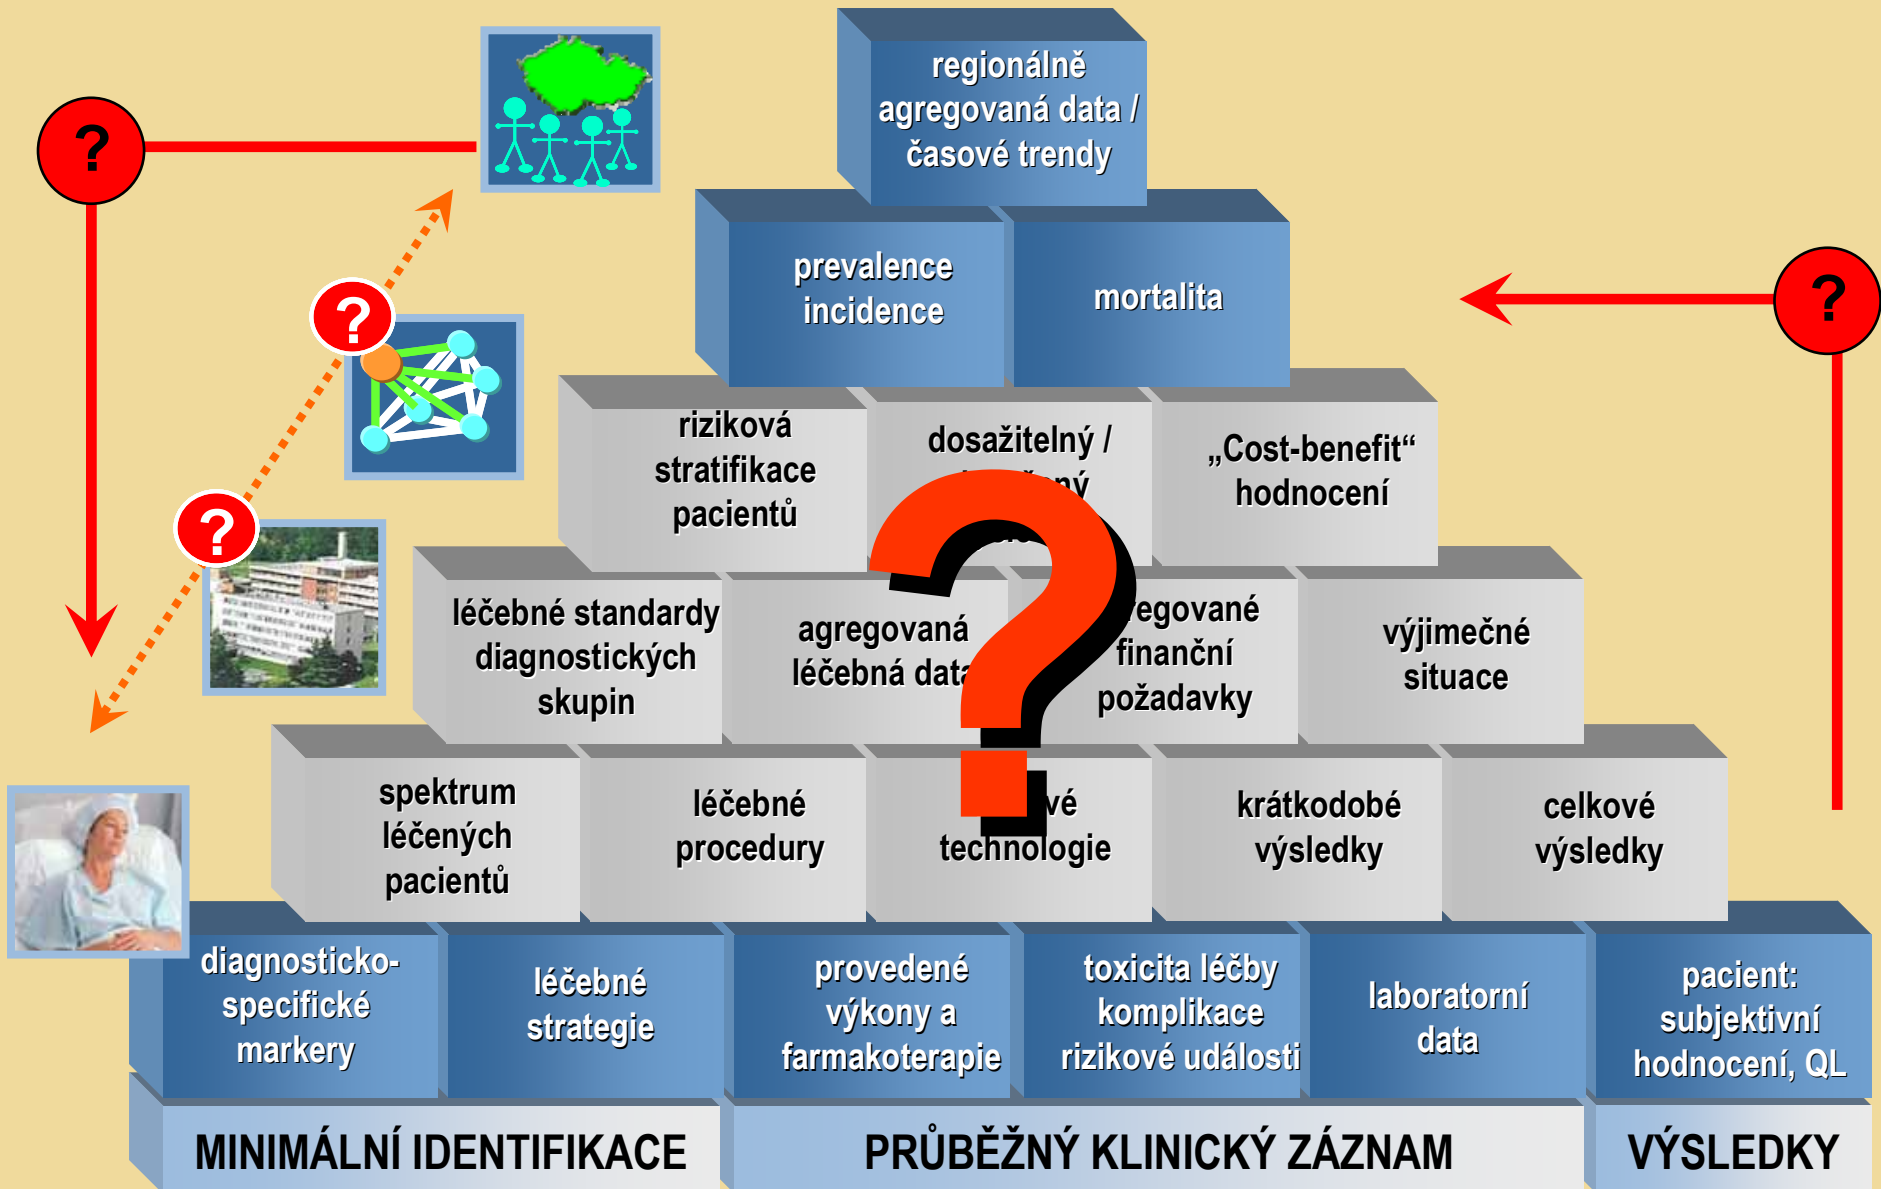 regionálně
agregovaná data /
časové trendy
?
?
prevalence
incidence
mortalita
?
?
riziková
stratifikace
pacientů
dosažitelný /
„Cost-benefit“
hodnocení
?
?
léčebné standardy
diagnostických
skupin
agregovaná
léčebná data
finanční
požadavky
výjimečné
situace
spektrum
léčených
pacientů
léčebné
procedury
technologie
krátkodobé
výsledky
celkové
výsledky
diagnosticko-
specifické
markery
léčebné
strategie
provedené
výkony a
farmakoterapie
toxicita léčby
komplikace
rizikové události
laboratorní
data
pacient:
subjektivní
hodnocení, QL
MINIMÁLNÍ IDENTIFIKACE
PRŮBĚŽNÝ KLINICKÝ ZÁZNAM
VÝSLEDKY